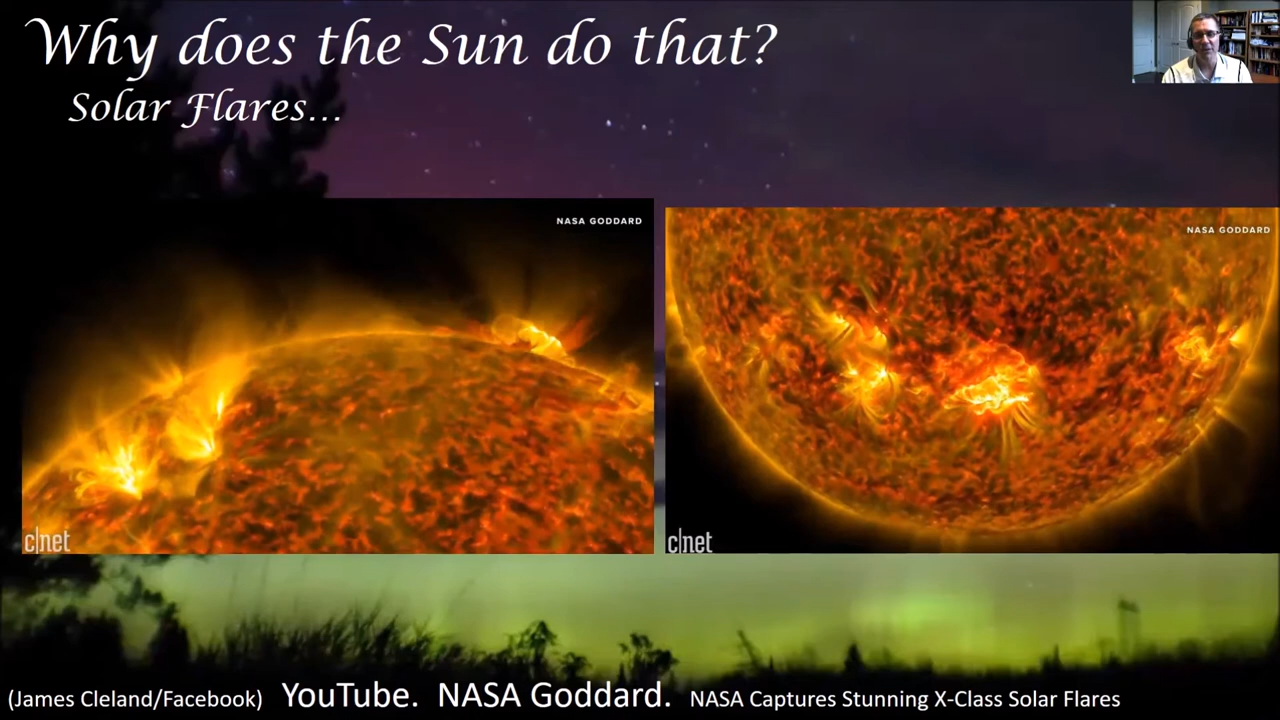 Why does the Sun do that?
Solar Flares...
NASA GODDARD
NASA GODDARD
c|net
c|net
(James Cleland/Facebook) YouTube. NASA Goddard. NASA Captures Stunning X-Class Solar Flares